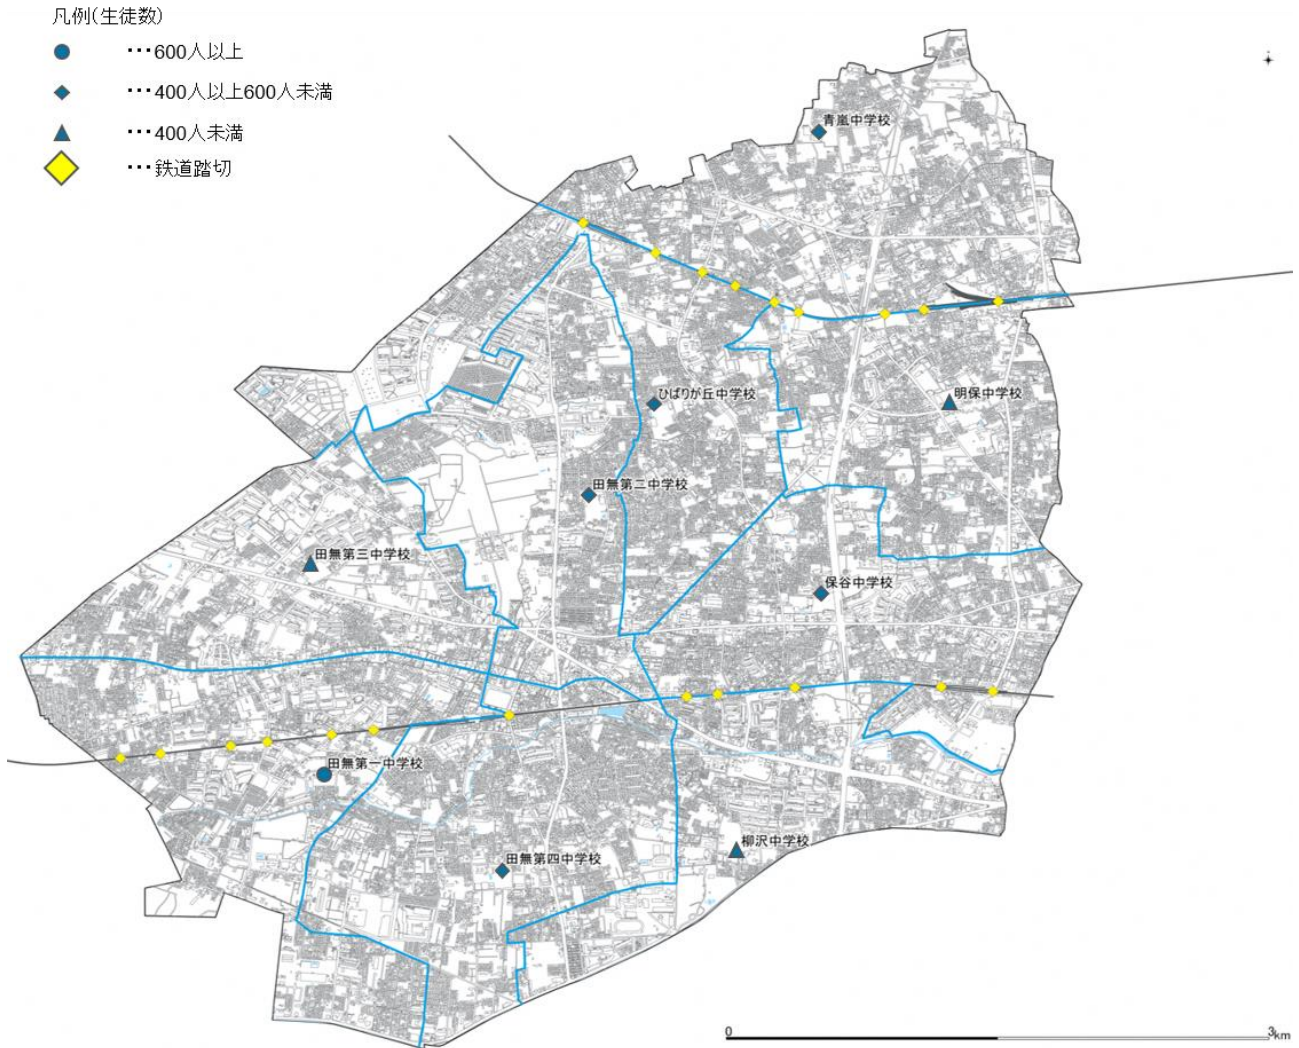 凡例(生徒数)
･･･600人以上
･･･400人以上600人未満
･･･400人未満
･･･鉄道踏切
青嵐中学校
ひばりが丘中学校
明保中学校
田無第二中学校
田無第三中学校
保谷中学校
田無第一中学校
柳沢中学校
田無第四中学校
0 3km